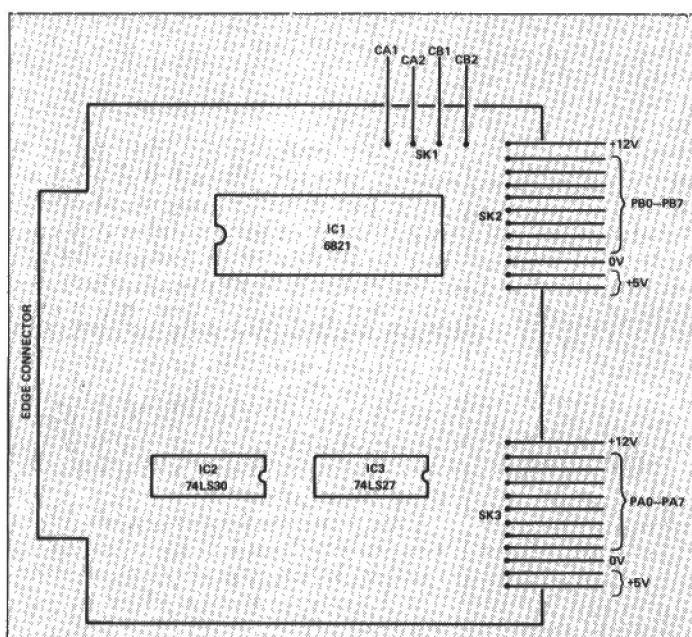 CA1
CA2
CB1
CB2
SK1
+12V
PB0–PB7
SK2
0V
+5V
IC1
6821
EDGE CONNECTOR
IC2
74LS30
IC3
74LS27
+12V
PA0–PA7
SK3
0V
+5V